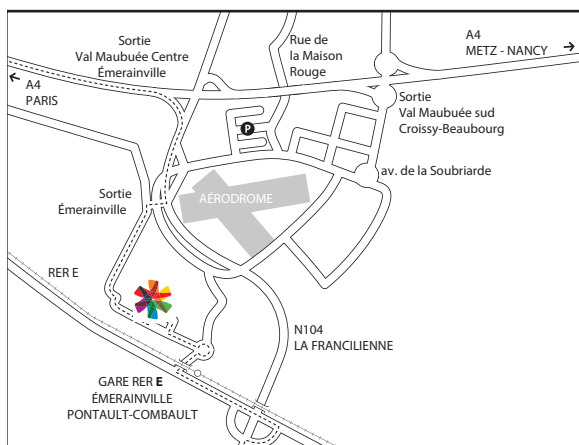 Sortie
Val Maubuée Centre
Émerainville
Rue de
la Maison
Rouge
A4
METZ - NANCY
A4
PARIS
Sortie
Val Maubuée sud
Croissy-Beaubourg
P
av. de la Soubriarde
AÉRODROME
Sortie
Émerainville
RER E
N104
LA FRANCILIENNE
GARE RER E
ÉMERAINVILLE
PONTAULT-COMBAULT